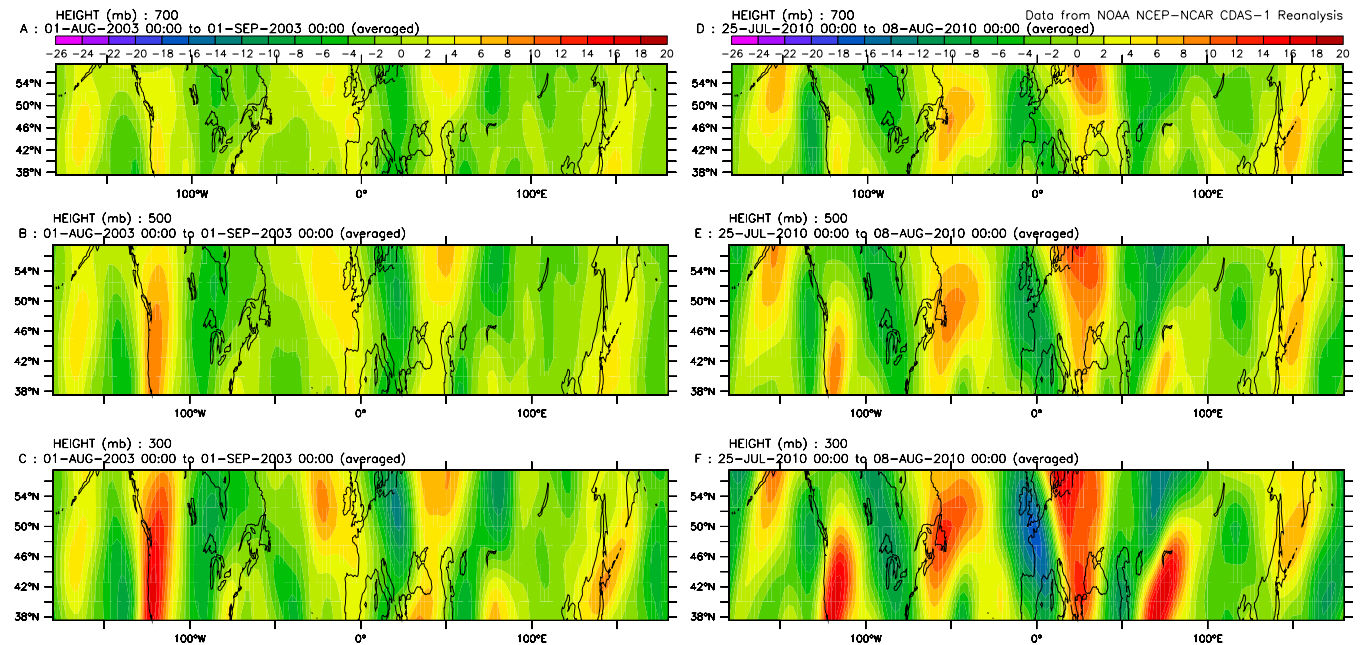 HEIGHT (mb) : 700
A : 01-AUG-2003 00:00 to 01-SEP-2003 00:00 (averaged)
-26 -24 -22 -20 -18 -16 -14 -12 -10 -8 -6 -4 -2 2 4 6 8 10 12 14 16 18 20
54°N
50°N
46°N
42°N
38°N
100°W 0° 100°E
HEIGHT (mb) : 700
Data from NOAA NCEP-NCAR CDAS-1 Reanalysis
D : 25-JUL-2010 00:00 to 08-AUG-2010 00:00 (averaged)
-26 -24 -22 -20 -18 -16 -14 -12 -10 -8 -6 -4 -2 2 4 6 8 10 12 14 16 18 20
54°N
50°N
46°N
42°N
38°N
100°W 0° 100°E
HEIGHT (mb) : 500
B : 01-AUG-2003 00:00 to 01-SEP-2003 00:00 (averaged)
54°N
50°N
46°N
42°N
38°N
100°W 0° 100°E
HEIGHT (mb) : 500
E : 25-JUL-2010 00:00 to 08-AUG-2010 00:00 (averaged)
54°N
50°N
46°N
42°N
38°N
100°W 0° 100°E
HEIGHT (mb) : 300
C : 01-AUG-2003 00:00 to 01-SEP-2003 00:00 (averaged)
54°N
50°N
46°N
42°N
38°N
100°W 0° 100°E
HEIGHT (mb) : 300
F : 25-JUL-2010 00:00 to 08-AUG-2010 00:00 (averaged)
54°N
50°N
46°N
42°N
38°N
100°W 0° 100°E